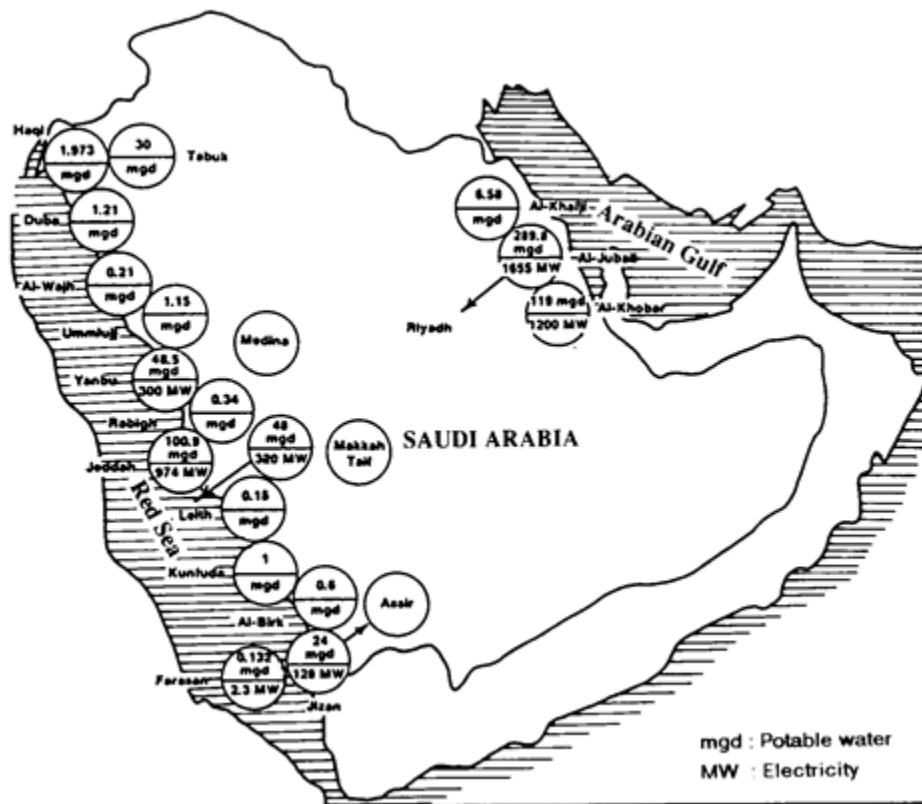 Haql
1.973
mgd
30
mgd
Tabuk
Duba
1.21
mgd
Al-Wajh
0.21
mgd
1.15
mgd
Ummlujj
Medina
Yanbu
48.5
mgd
300 MW
Rabigh
0.34
mgd
Jeddah
100.9
mgd
974 MW
48
mgd
320 MW
Makkah
Taif
SAUDI ARABIA
Red Sea
Leith
0.15
mgd
Kunfuda
1
mgd
0.6
mgd
Al-Birk
Assir
24
mgd
128 MW
Farasan
0.132
mgd
2.3 MW
Jizan
6.58
mgd
Al-Khafji
Arabian Gulf
289.8
mgd
1655 MW
Al-Jubail
119 mgd
1200 MW
Al-Khobar
Riyadh
mgd : Potable water
MW : Electricity